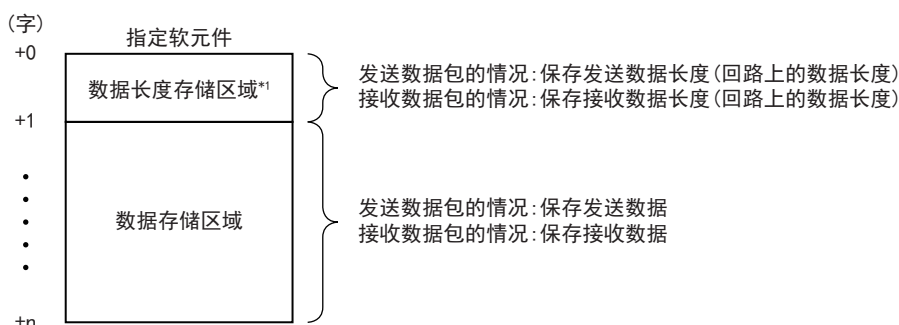 (字)
指定软元件
+0
数据长度存储区域*1
发送数据包的情况:保存发送数据长度(回路上的数据长度)
接收数据包的情况:保存接收数据长度(回路上的数据长度)
+1
数据存储区域
发送数据包的情况:保存发送数据
接收数据包的情况:保存接收数据
+n